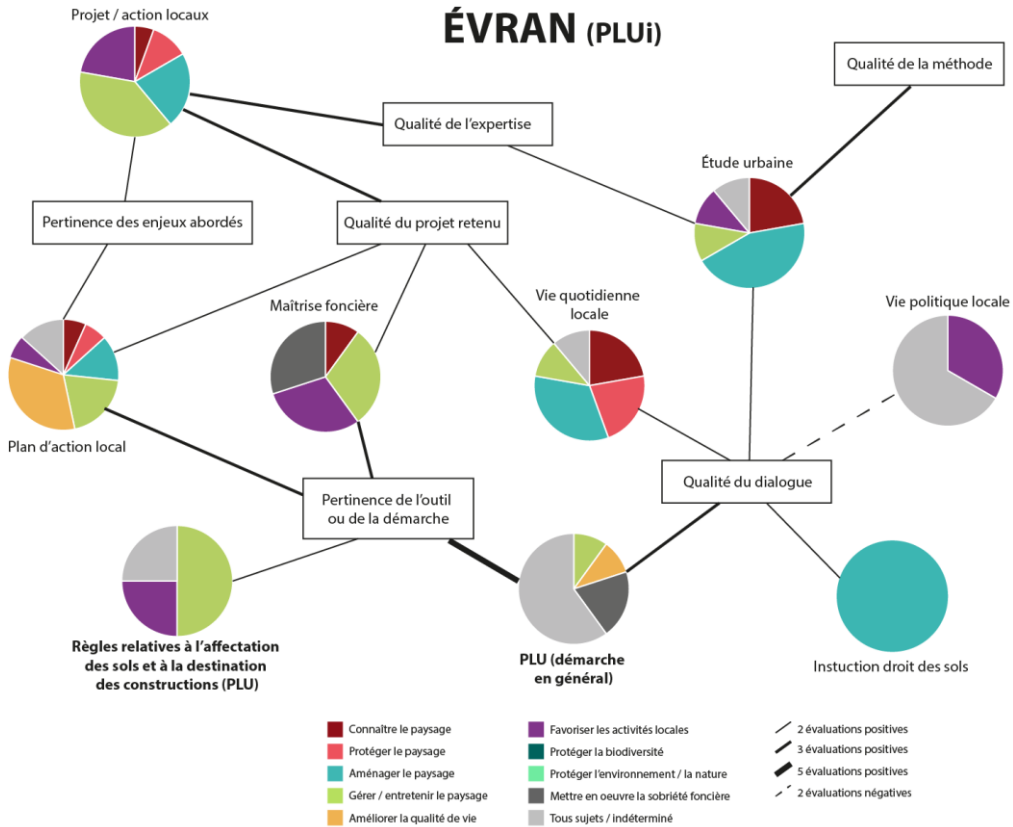 ÉVRAN (PLUi)
Projet / action locaux
Qualité de la méthode
Qualité de l'expertise
Étude urbaine
Pertinence des enjeux abordés
Qualité du projet retenu
Maîtrise foncière
Vie quotidienne
locale
Vie politique locale
Plan d'action local
Qualité du dialogue
Pertinence de l'outil
ou de la démarche
Règles relatives à l'affectation
des sols et à la destination
des constructions (PLU)
PLU (démarche
en général)
Instuction droit des sols
Connaître le paysage
Protéger le paysage
Aménager le paysage
Gérer / entretenir le paysage
Améliorer la qualité de vie
Favoriser les activités locales
Protéger la biodiversité
Protéger l'environnement / la nature
Mettre en oeuvre la sobriété foncière
Tous sujets / indéterminé
2 évaluations positives
3 évaluations positives
5 évaluations positives
2 évaluations négatives